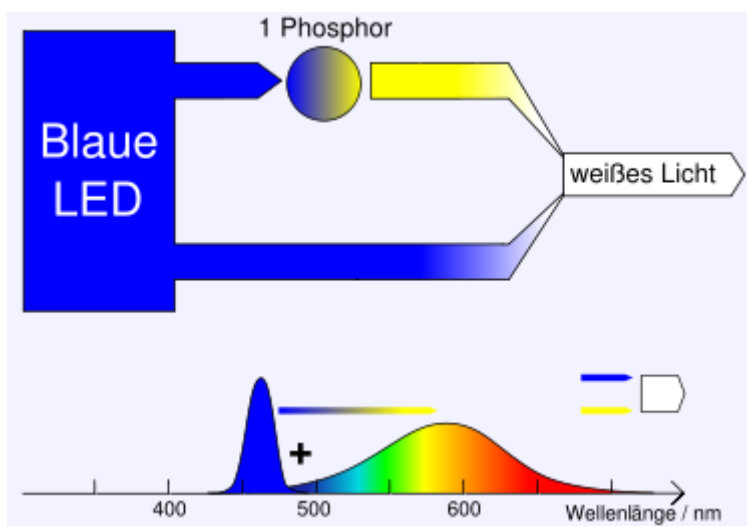 1 Phosphor
Blaue
LED
weißes Licht
+
400
500
600
Wellenlänge / nm